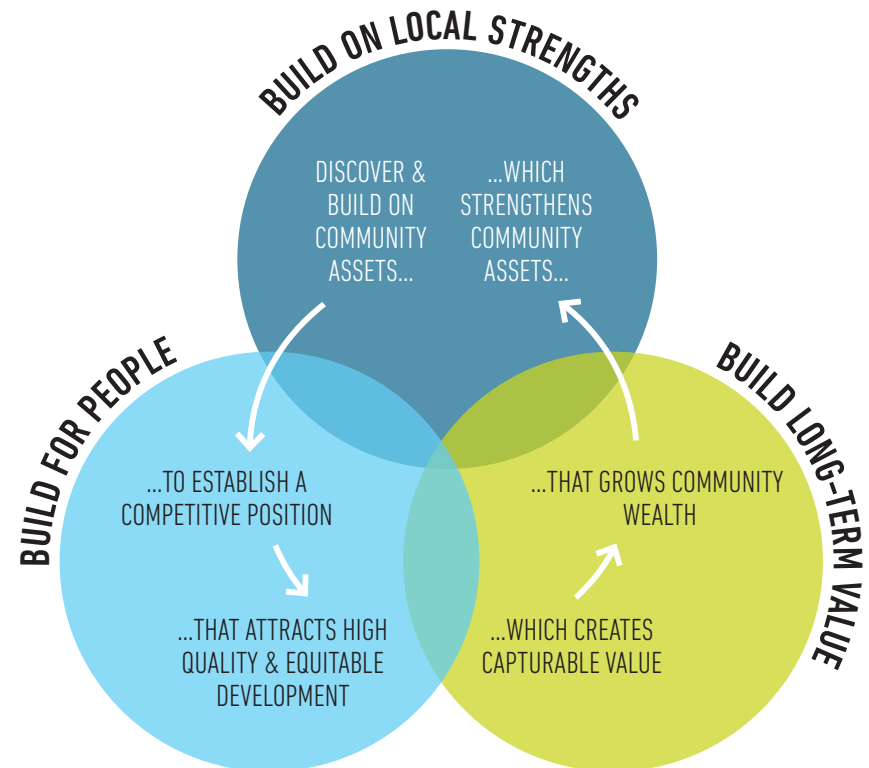 BUILD ON LOCAL STRENGTHS
DISCOVER &
BUILD ON
COMMUNITY
ASSETS...
...WHICH
STRENGTHENS
COMMUNITY
ASSETS...
BUILD FOR PEOPLE
...TO ESTABLISH A
COMPETITIVE POSITION
...THAT ATTRACTS HIGH
QUALITY & EQUITABLE
DEVELOPMENT
BUILD LONG-TERM VALUE
...WHICH CREATES
CAPTURABLE VALUE
...THAT GROWS COMMUNITY
WEALTH